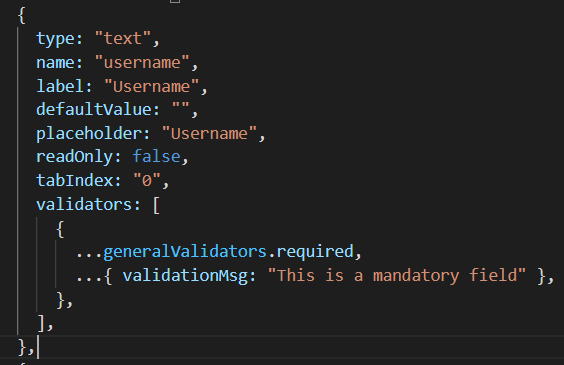 {
type: "text",
name: "username",
label: "Username",
defaultValue: "",
placeholder: "Username",
readOnly: false,
tabIndex: "0",
validators: [
{
...generalValidators.required,
...{ validationMsg: "This is a mandatory field" },
},
],
},